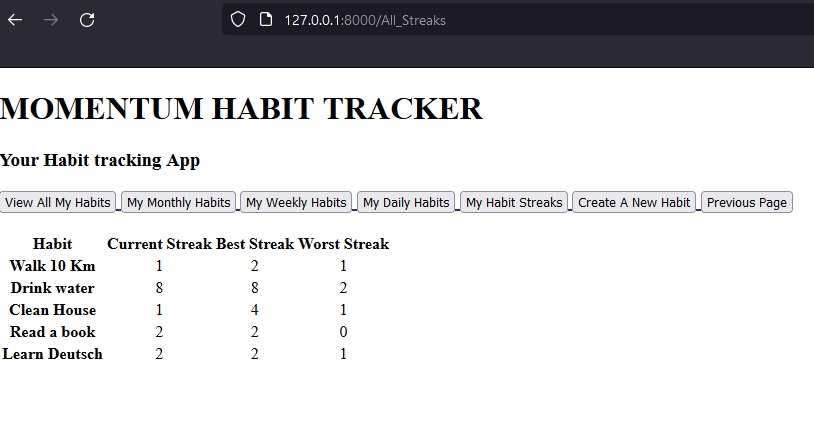 127.0.0.1:8000/All_Streaks
MOMENTUM HABIT TRACKER
Your Habit tracking App
View All My Habits My Monthly Habits My Weekly Habits My Daily Habits My Habit Streaks Create A New Habit Previous Page
Habit Current Streak Best Streak Worst Streak
Walk 10 Km 1 2 1
Drink water 8 8 2
Clean House 1 4 1
Read a book 2 2 0
Learn Deutsch 2 2 1